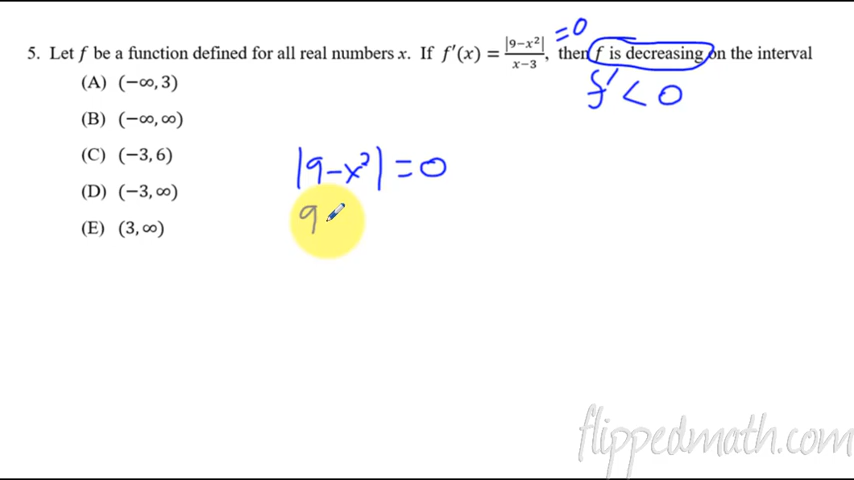 5. Let f be a function defined for all real numbers x. If f′(x) = |9−x²|/(x−3), then f is decreasing on the interval
=0
f′ < 0
(A) (−∞, 3)
(B) (−∞, ∞)
(C) (−3, 6)
(D) (−3, ∞)
(E) (3, ∞)
|9−x²| = 0
9
flippedmath.com